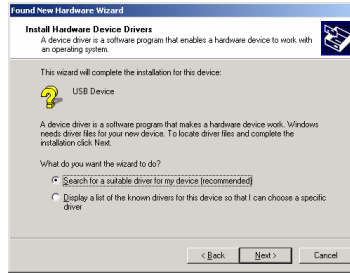 Found New Hardware Wizard
Install Hardware Device Drivers
A device driver is a software program that enables a hardware device to work with
an operating system.
This wizard will complete the installation for this device:
USB Device
A device driver is a software program that makes a hardware device work. Windows
needs driver files for your new device. To locate driver files and complete the
installation click Next.
What do you want the wizard to do?
Search for a suitable driver for my device (recommended)
Display a list of the known drivers for this device so that I can choose a specific
driver
< Back Next > Cancel